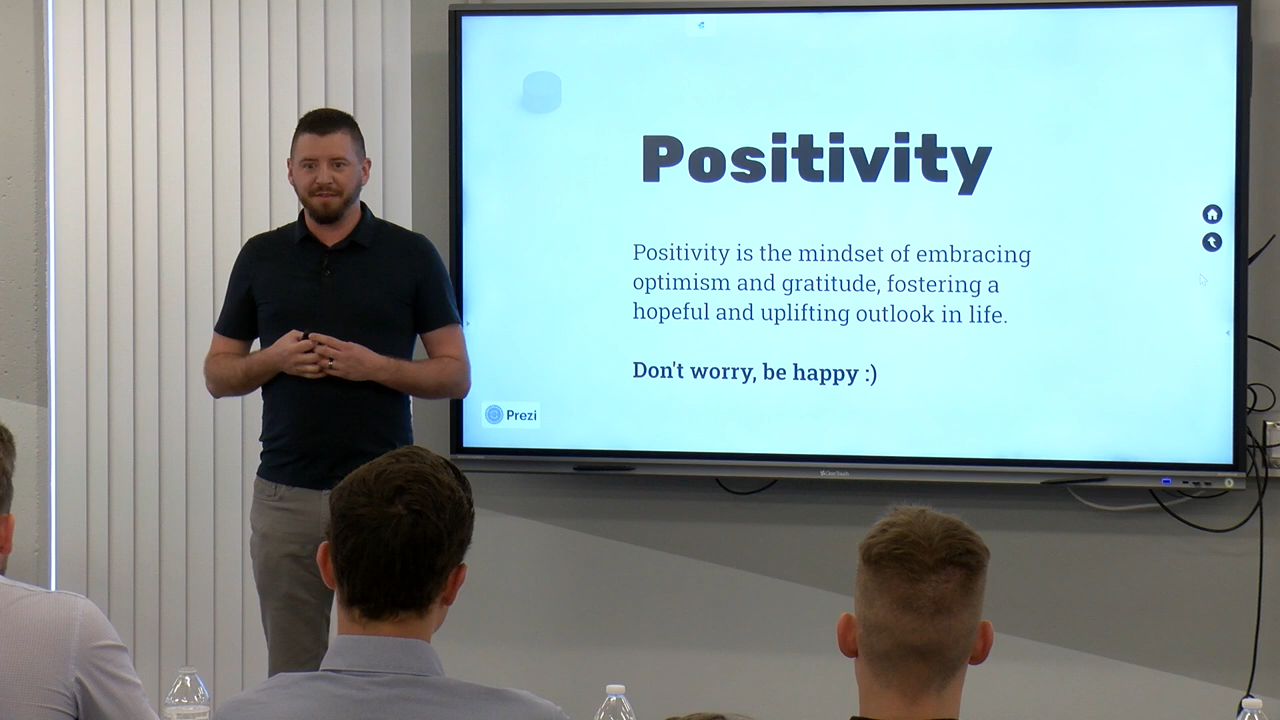 Positivity
Positivity is the mindset of embracing
optimism and gratitude, fostering a
hopeful and uplifting outlook in life.
Don't worry, be happy :)
Prezi
ClearTouch